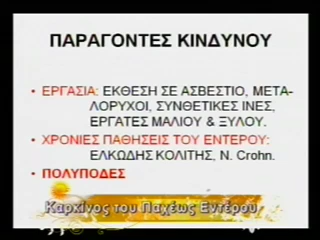 ΠΑΡΑΓΟΝΤΕΣ ΚΙΝΔΥΝΟΥ
• ΕΡΓΑΣΙΑ: ΕΚΘΕΣΗ ΣΕ ΑΣΒΕΣΤΙΟ, ΜΕΤΑ-
ΛΟΡΥΧΟΙ, ΣΥΝΘΕΤΙΚΕΣ ΙΝΕΣ,
ΕΡΓΑΤΕΣ ΜΑΛΙΟΥ & ΞΥΛΟΥ.
• ΧΡΟΝΙΕΣ ΠΑΘΗΣΕΙΣ ΤΟΥ ΕΝΤΕΡΟΥ:
ΕΛΚΩΔΗΣ ΚΟΛΙΤΗΣ, Ν. Crohn.
• ΠΟΛΥΠΟΔΕΣ
Καρκίνος του Παχέως Εντέρου